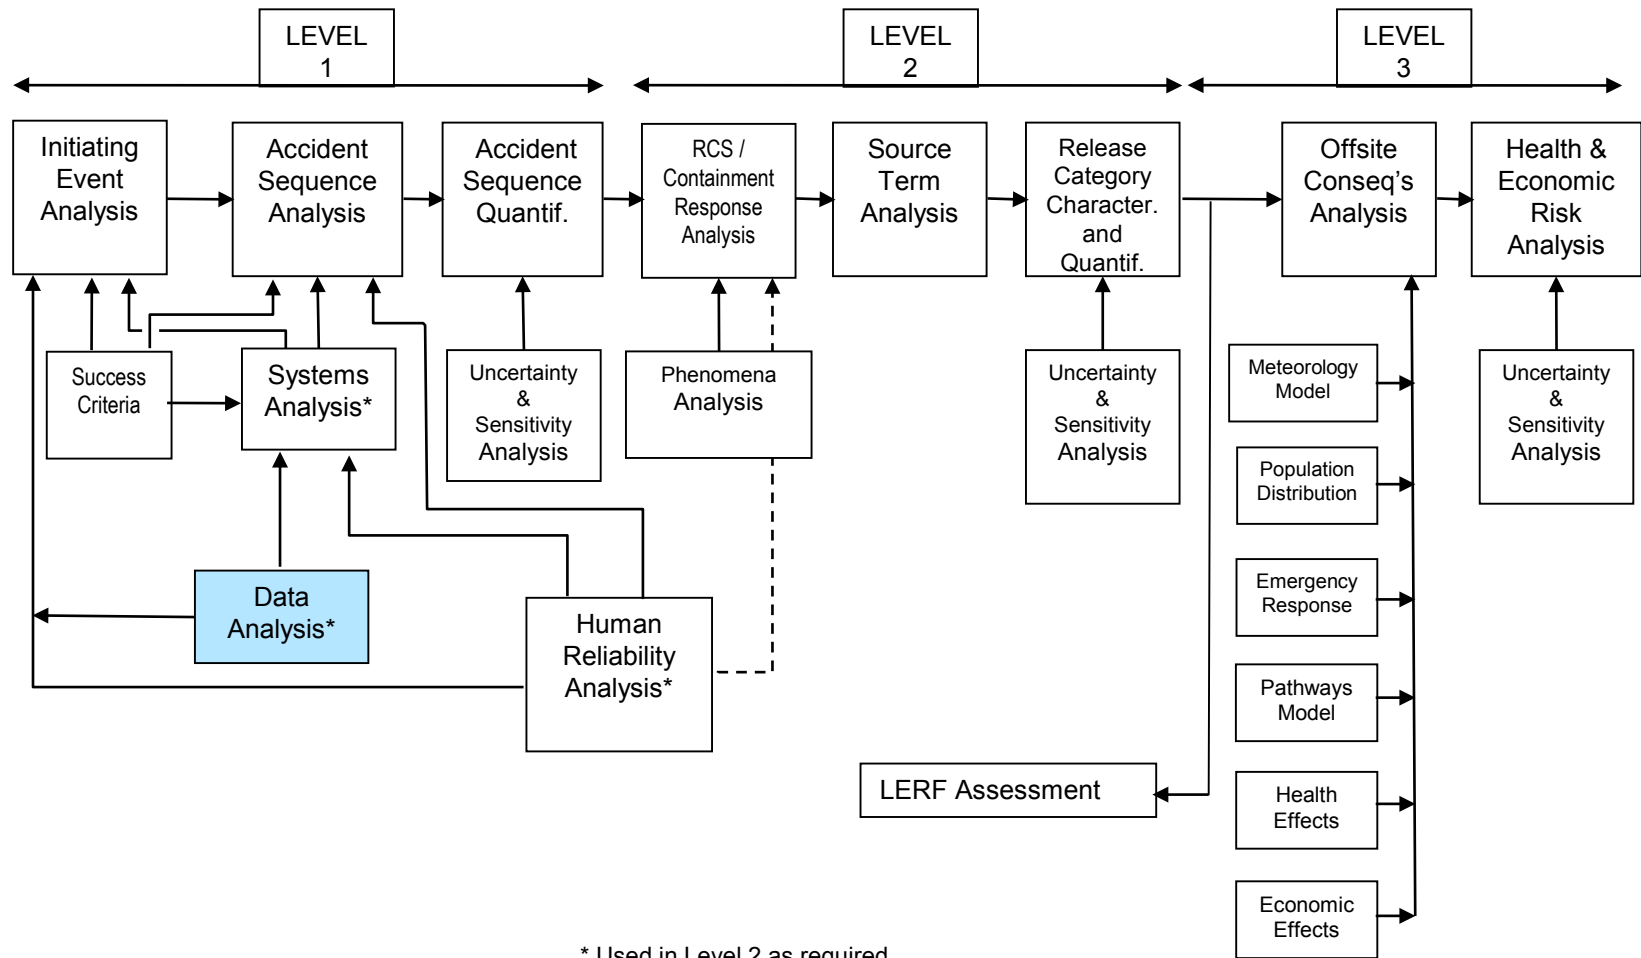 LEVEL
1
LEVEL
2
LEVEL
3
Initiating
Event
Analysis
Accident
Sequence
Analysis
Accident
Sequence
Quantif.
RCS /
Containment
Response
Analysis
Source
Term
Analysis
Release
Category
Character.
and
Quantif.
Offsite
Conseq's
Analysis
Health &
Economic
Risk
Analysis
Success
Criteria
Systems
Analysis*
Uncertainty
&
Sensitivity
Analysis
Phenomena
Analysis
Uncertainty
&
Sensitivity
Analysis
Meteorology
Model
Uncertainty
&
Sensitivity
Analysis
Population
Distribution
Data
Analysis*
Human
Reliability
Analysis*
Emergency
Response
Pathways
Model
LERF Assessment
Health
Effects
Economic
Effects
* Used in Level 2 as required